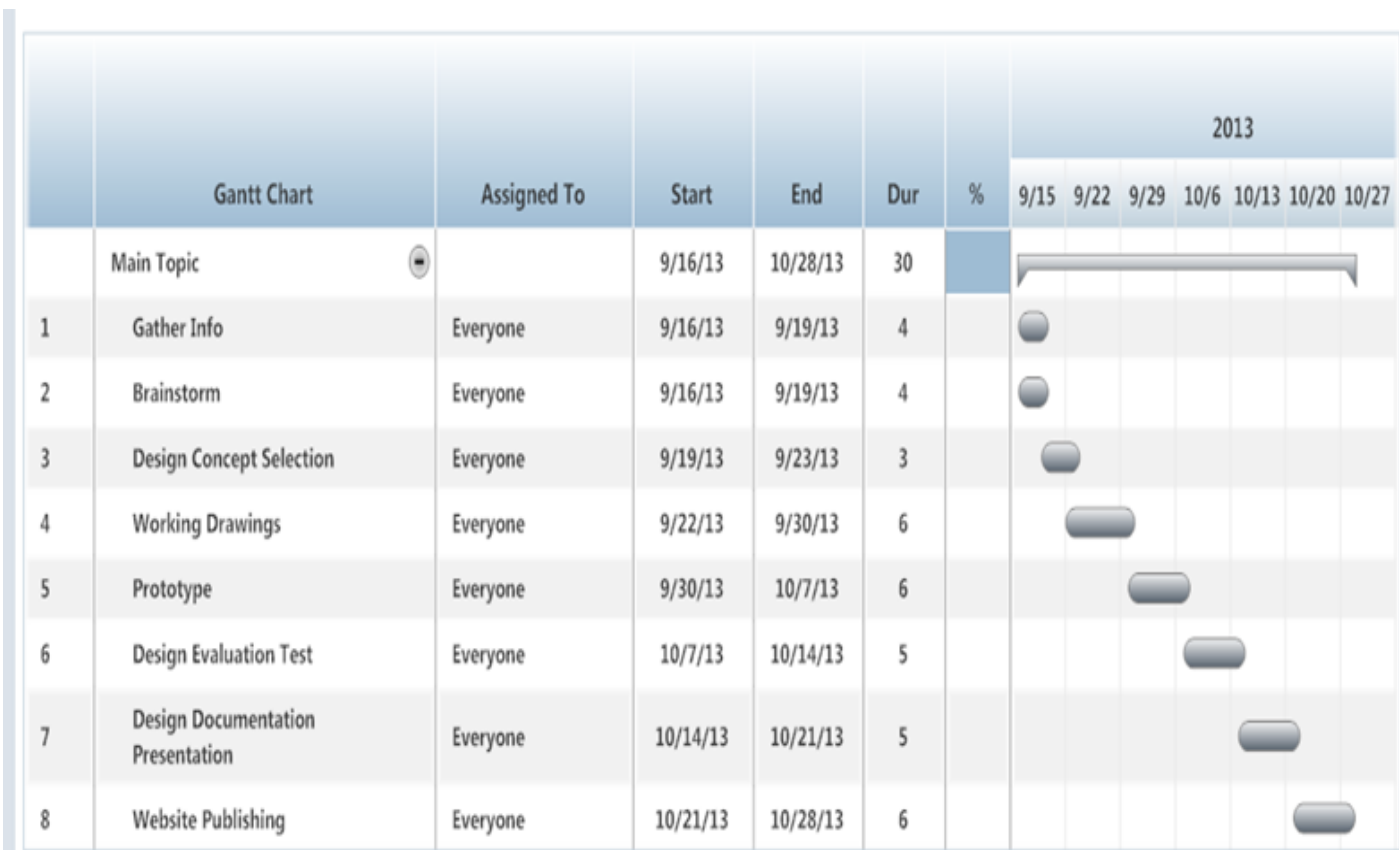 2013
Gantt Chart Assigned To Start End Dur % 9/15 9/22 9/29 10/6 10/13 10/20 10/27
Main Topic 9/16/13 10/28/13 30
1 Gather Info Everyone 9/16/13 9/19/13 4
2 Brainstorm Everyone 9/16/13 9/19/13 4
3 Design Concept Selection Everyone 9/19/13 9/23/13 3
4 Working Drawings Everyone 9/22/13 9/30/13 6
5 Prototype Everyone 9/30/13 10/7/13 6
6 Design Evaluation Test Everyone 10/7/13 10/14/13 5
7 Design Documentation
Presentation Everyone 10/14/13 10/21/13 5
8 Website Publishing Everyone 10/21/13 10/28/13 6